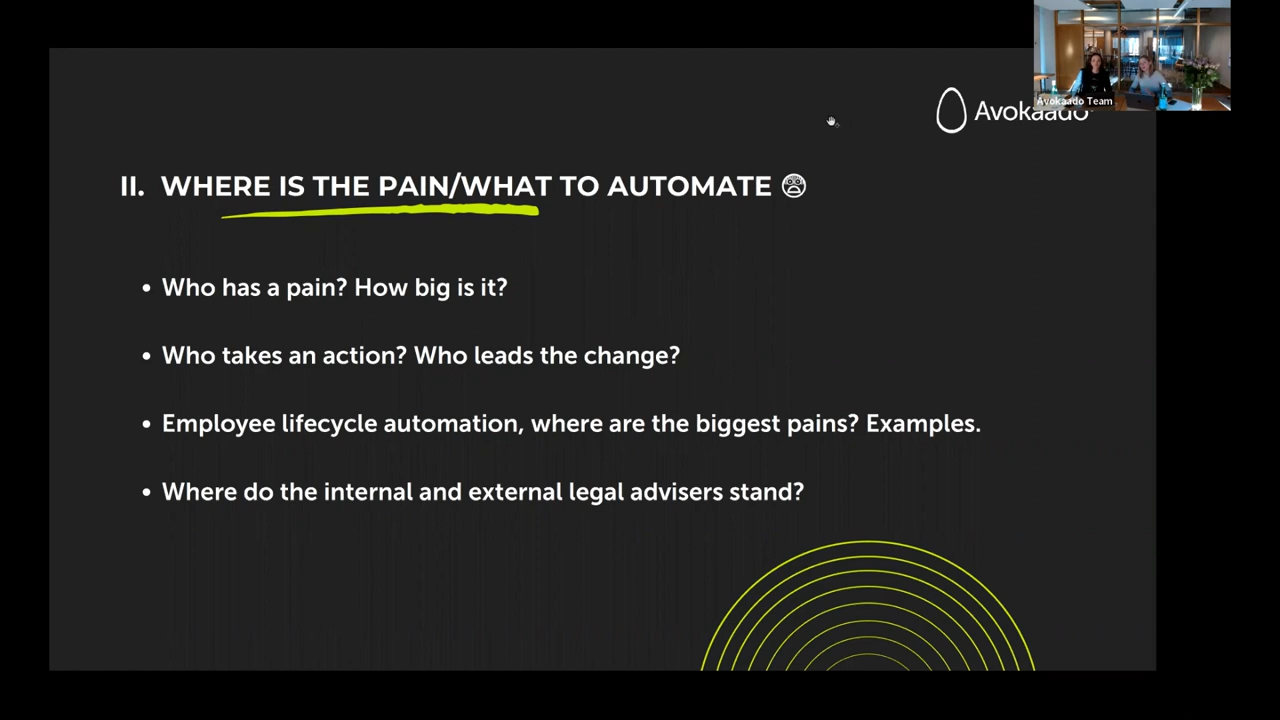 Avokaado Team
Avokaado
II. WHERE IS THE PAIN/WHAT TO AUTOMATE 😨
• Who has a pain? How big is it?
• Who takes an action? Who leads the change?
• Employee lifecycle automation, where are the biggest pains? Examples.
• Where do the internal and external legal advisers stand?